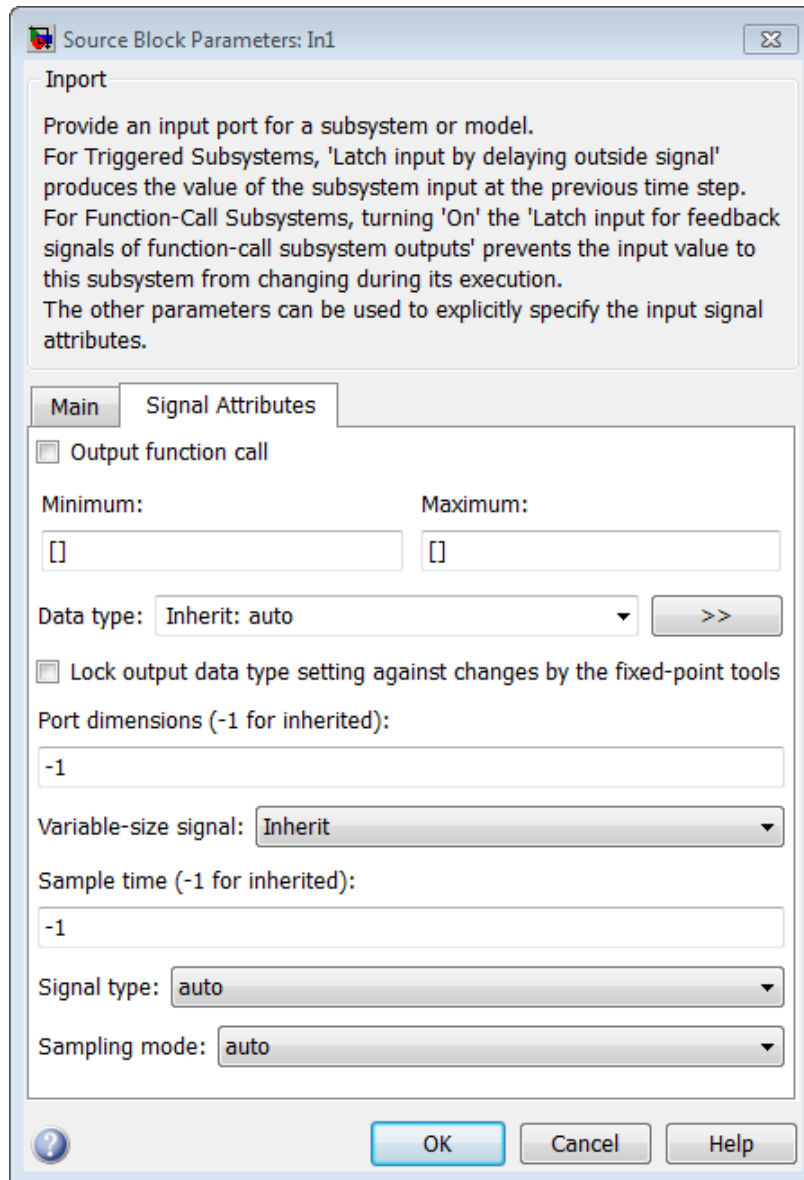 Source Block Parameters: In1
Inport
Provide an input port for a subsystem or model.
For Triggered Subsystems, 'Latch input by delaying outside signal'
produces the value of the subsystem input at the previous time step.
For Function-Call Subsystems, turning 'On' the 'Latch input for feedback
signals of function-call subsystem outputs' prevents the input value to
this subsystem from changing during its execution.
The other parameters can be used to explicitly specify the input signal
attributes.
Main Signal Attributes
Output function call
Minimum: Maximum:
[] []
Data type: Inherit: auto >>
Lock output data type setting against changes by the fixed-point tools
Port dimensions (-1 for inherited):
-1
Variable-size signal: Inherit
Sample time (-1 for inherited):
-1
Signal type: auto
Sampling mode: auto
? OK Cancel Help